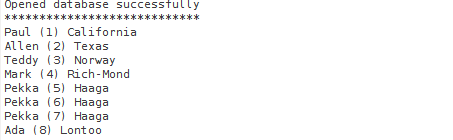 Opened database successfully
****************************
Paul (1) California
Allen (2) Texas
Teddy (3) Norway
Mark (4) Rich-Mond
Pekka (5) Haaga
Pekka (6) Haaga
Pekka (7) Haaga
Ada (8) Lontoo